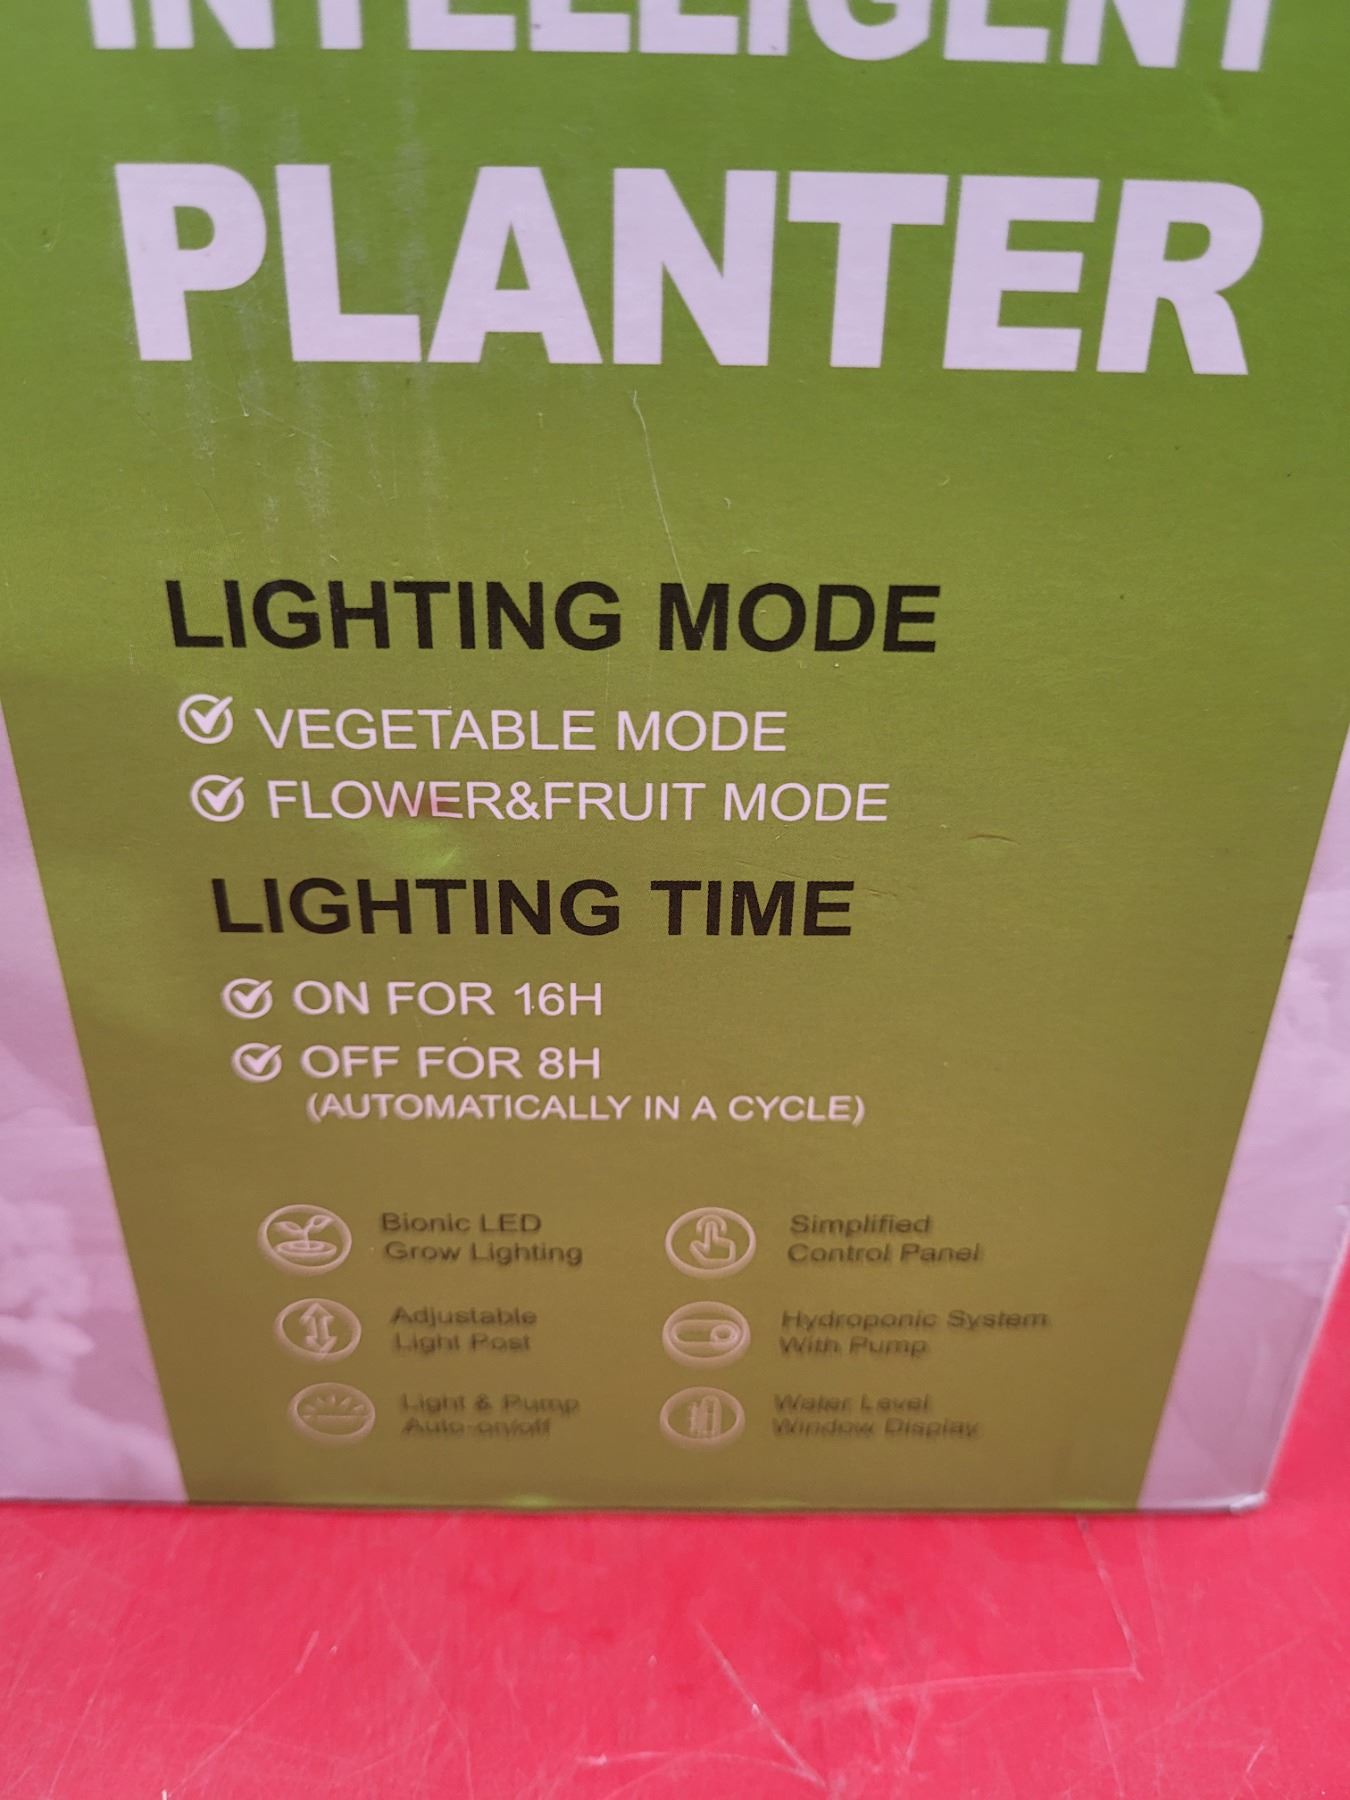 INTELLIGENT
PLANTER
LIGHTING MODE
VEGETABLE MODE
FLOWER&FRUIT MODE
LIGHTING TIME
ON FOR 16H
OFF FOR 8H
(AUTOMATICALLY IN A CYCLE)
Bionic LED
Grow Lighting
Simplified
Control Panel
Adjustable
Light Post
Hydroponic System
With Pump
Light & Pump
Auto-on/off
Water Level
Window Display